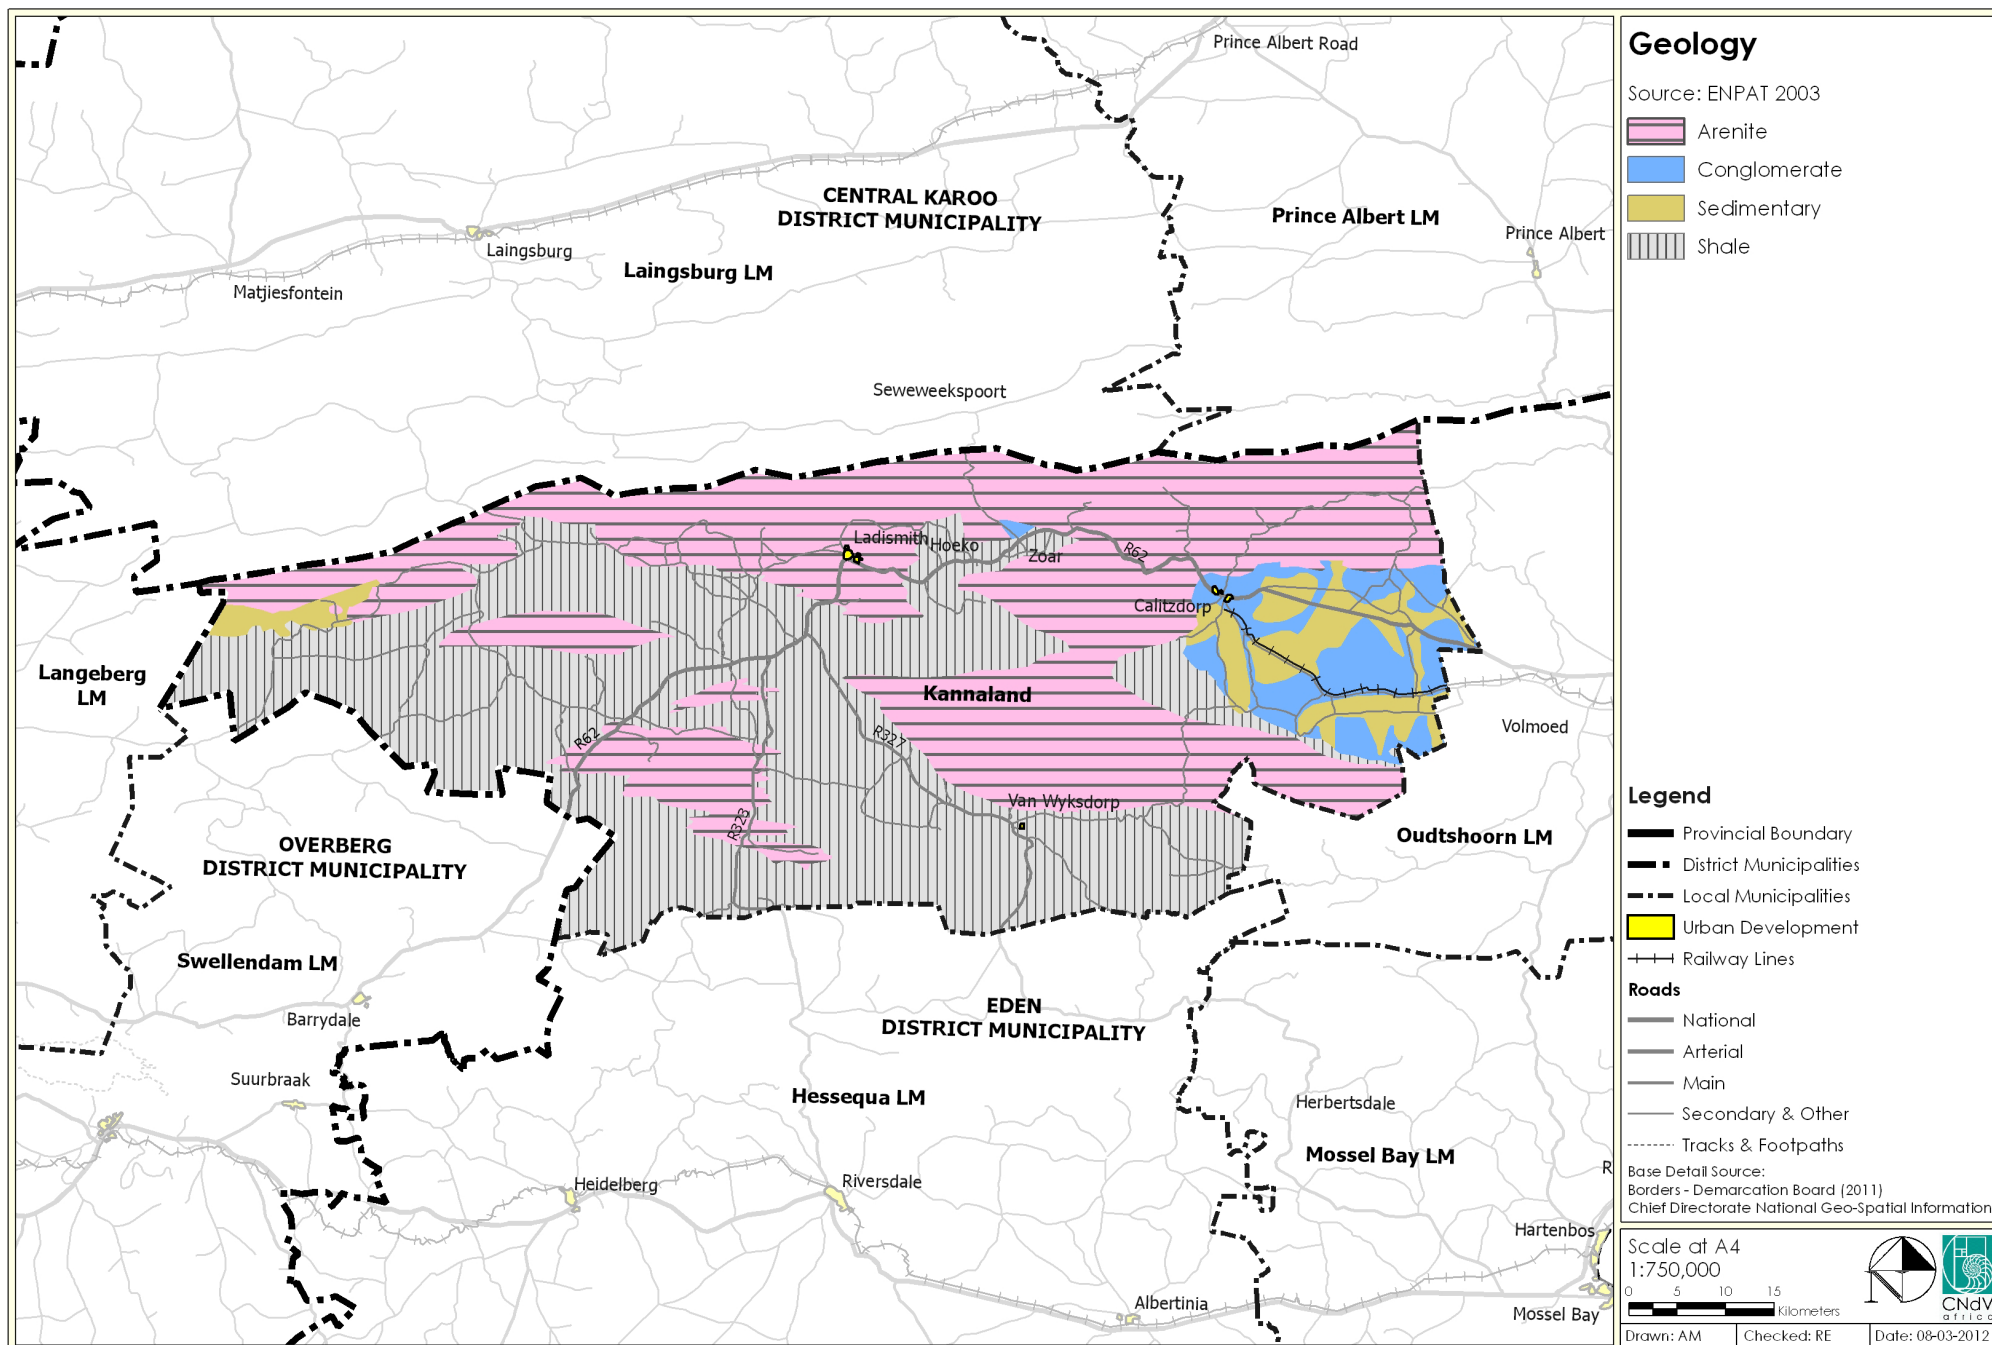 Prince Albert Road
CENTRAL KAROO
DISTRICT MUNICIPALITY
Prince Albert LM
Prince Albert
Laingsburg
Laingsburg LM
Matjiesfontein
Seweweekspoort
Ladismith
Hoeko
Zoar
R62
Calitzdorp
Langeberg
LM
Kannaland
R62
R327
Volmoed
Van Wyksdorp
R323
OVERBERG
DISTRICT MUNICIPALITY
Oudtshoorn LM
Swellendam LM
EDEN
DISTRICT MUNICIPALITY
Barrydale
Suurbraak
Hessequa LM
Herbertsdale
Mossel Bay LM
R
Heidelberg
Riversdale
Hartenbos
Albertinia
Mossel Bay
Geology
Source: ENPAT 2003
Arenite
Conglomerate
Sedimentary
Shale
Legend
Provincial Boundary
District Municipalities
Local Municipalities
Urban Development
Railway Lines
Roads
National
Arterial
Main
Secondary & Other
Tracks & Footpaths
Base Detail Source:
Borders - Demarcation Board (2011)
Chief Directorate National Geo-Spatial Information
Scale at A4
1:750,000
0 5 10 15
Kilometers
CNdV
africa
Drawn: AM Checked: RE Date: 08-03-2012